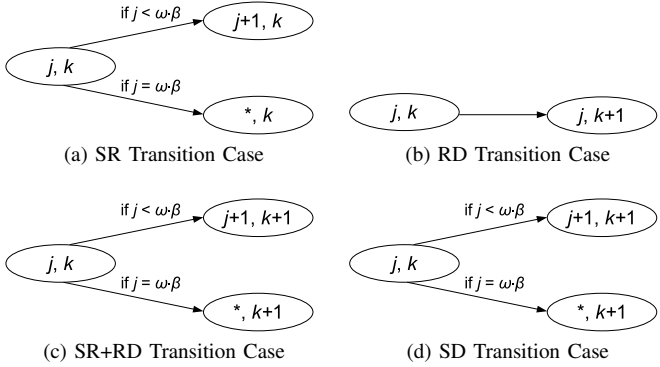 if j < ω·β
j+1, k
j, k
if j = ω·β
*, k
(a) SR Transition Case
j, k
j, k+1
(b) RD Transition Case
if j < ω·β
j+1, k+1
j, k
if j = ω·β
*, k+1
(c) SR+RD Transition Case
if j < ω·β
j+1, k+1
j, k
if j = ω·β
*, k+1
(d) SD Transition Case